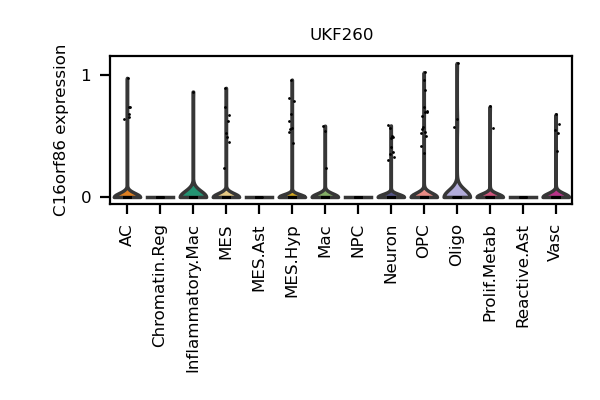 UKF260
C16orf86 expression
1
0
AC
Chromatin.Reg
Inflammatory.Mac
MES
MES.Ast
MES.Hyp
Mac
NPC
Neuron
OPC
Oligo
Prolif.Metab
Reactive.Ast
Vasc